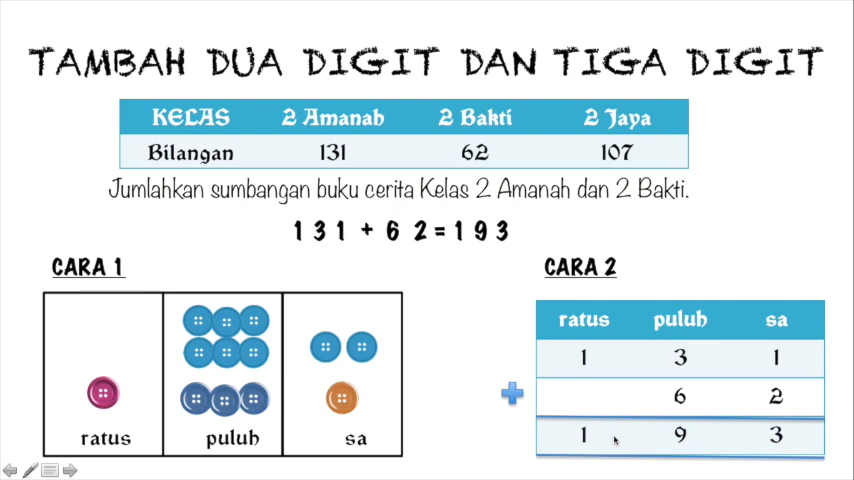 TAMBAH DUA DIGIT DAN TIGA DIGIT
KELAS 2 Amanah 2 Bakti 2 Jaya
Bilangan 131 62 107
Jumlahkan sumbangan buku cerita Kelas 2 Amanah dan 2 Bakti.
1 3 1 + 6 2 = 1 9 3
CARA 1
ratus puluh sa
CARA 2
ratus puluh sa
1 3 1
+ 6 2
1 9 3